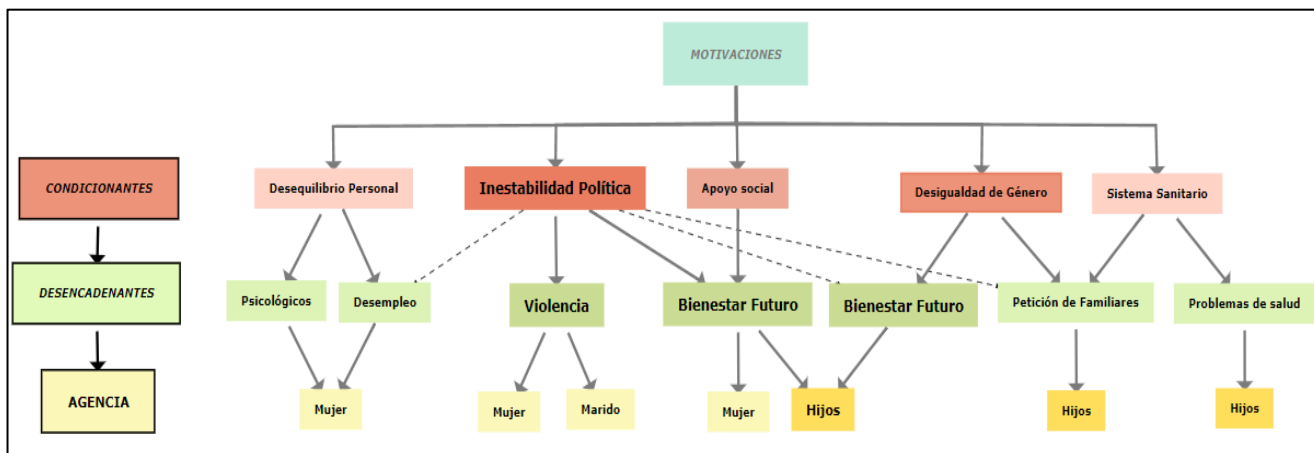 MOTIVACIONES
CONDICIONANTES
Desequilibrio Personal
Inestabilidad Política
Apoyo social
Desigualdad de Género
Sistema Sanitario
DESENCADENANTES
Psicológicos
Desempleo
Violencia
Bienestar Futuro
Bienestar Futuro
Petición de Familiares
Problemas de salud
AGENCIA
Mujer
Mujer
Marido
Mujer
Hijos
Hijos
Hijos